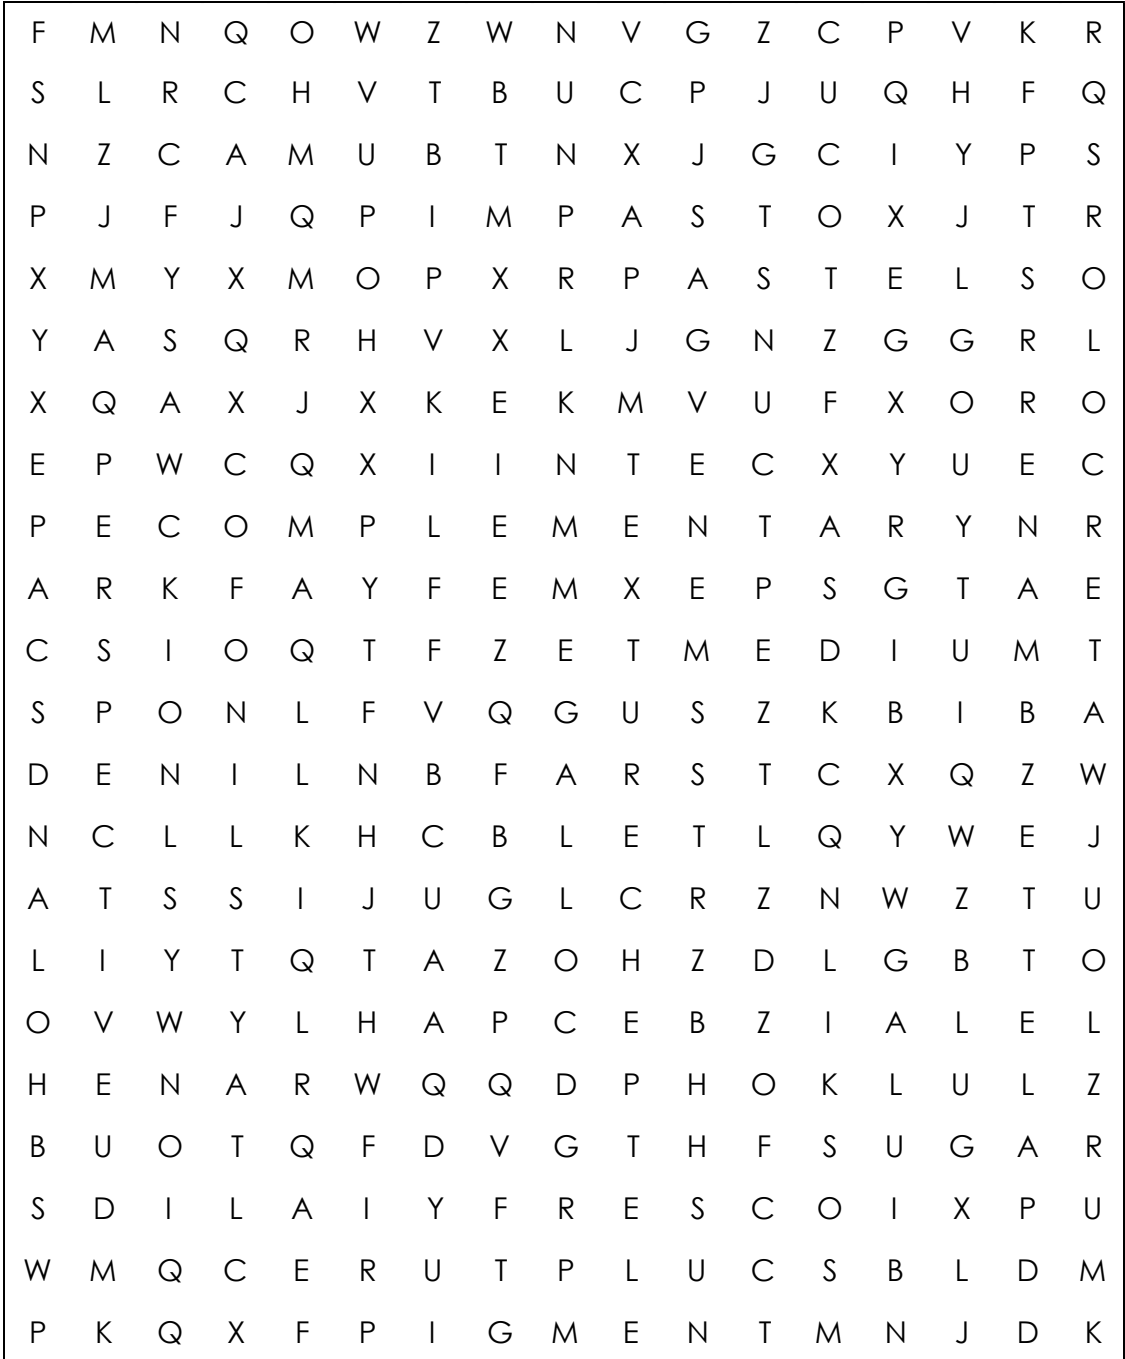 F M N Q O W Z W N V G Z C P V K R
S L R C H V T B U C P J U Q H F Q
N Z C A M U B T N X J G C I Y P S
P J F J Q P I M P A S T O X J T R
X M Y X M O P X R P A S T E L S O
Y A S Q R H V X L J G N Z G G R L
X Q A X J X K E K M V U F X O R O
E P W C Q X I I N T E C X Y U E C
P E C O M P L E M E N T A R Y N R
A R K F A Y F E M X E P S G T A E
C S I O Q T F Z E T M E D I U M T
S P O N L F V Q G U S Z K B I B A
D E N I L N B F A R S T C X Q Z W
N C L L K H C B L E T L Q Y W E J
A T S S I J U G L C R Z N W Z T U
L I Y T Q T A Z O H Z D L G B T O
O V W Y L H A P C E B Z I A L E L
H E N A R W Q Q D P H O K L U L Z
B U O T Q F D V G T H F S U G A R
S D I L A I Y F R E S C O I X P U
W M Q C E R U T P L U C S B L D M
P K Q X F P I G M E N T M N J D K